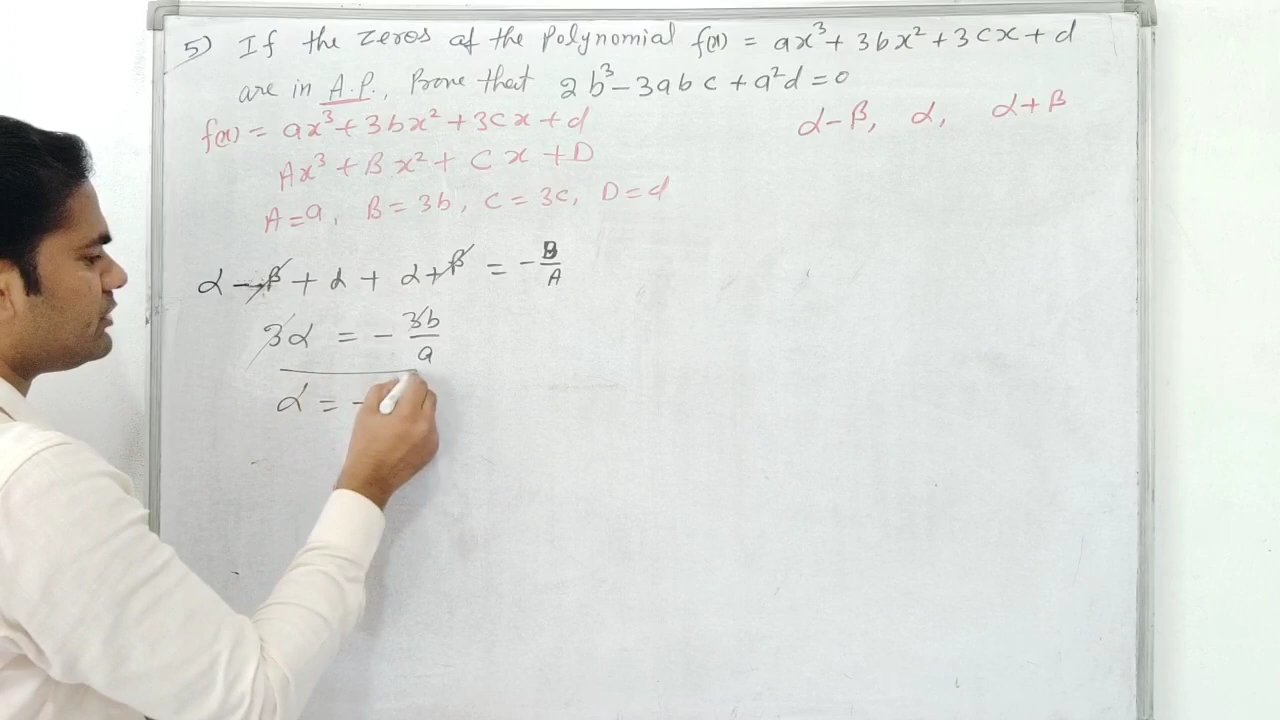 5) If the zeros of the Polynomial f(x) = ax³ + 3bx² + 3cx + d
are in A.P., Prove that 2b³ - 3abc + a²d = 0
f(x) = ax³ + 3bx² + 3cx + d
α-β, α, α+β
Ax³ + Bx² + Cx + D
A = a, B = 3b, C = 3c, D = d
α - β + α + α + β = -B/A
3α = - 3b/a
α = -